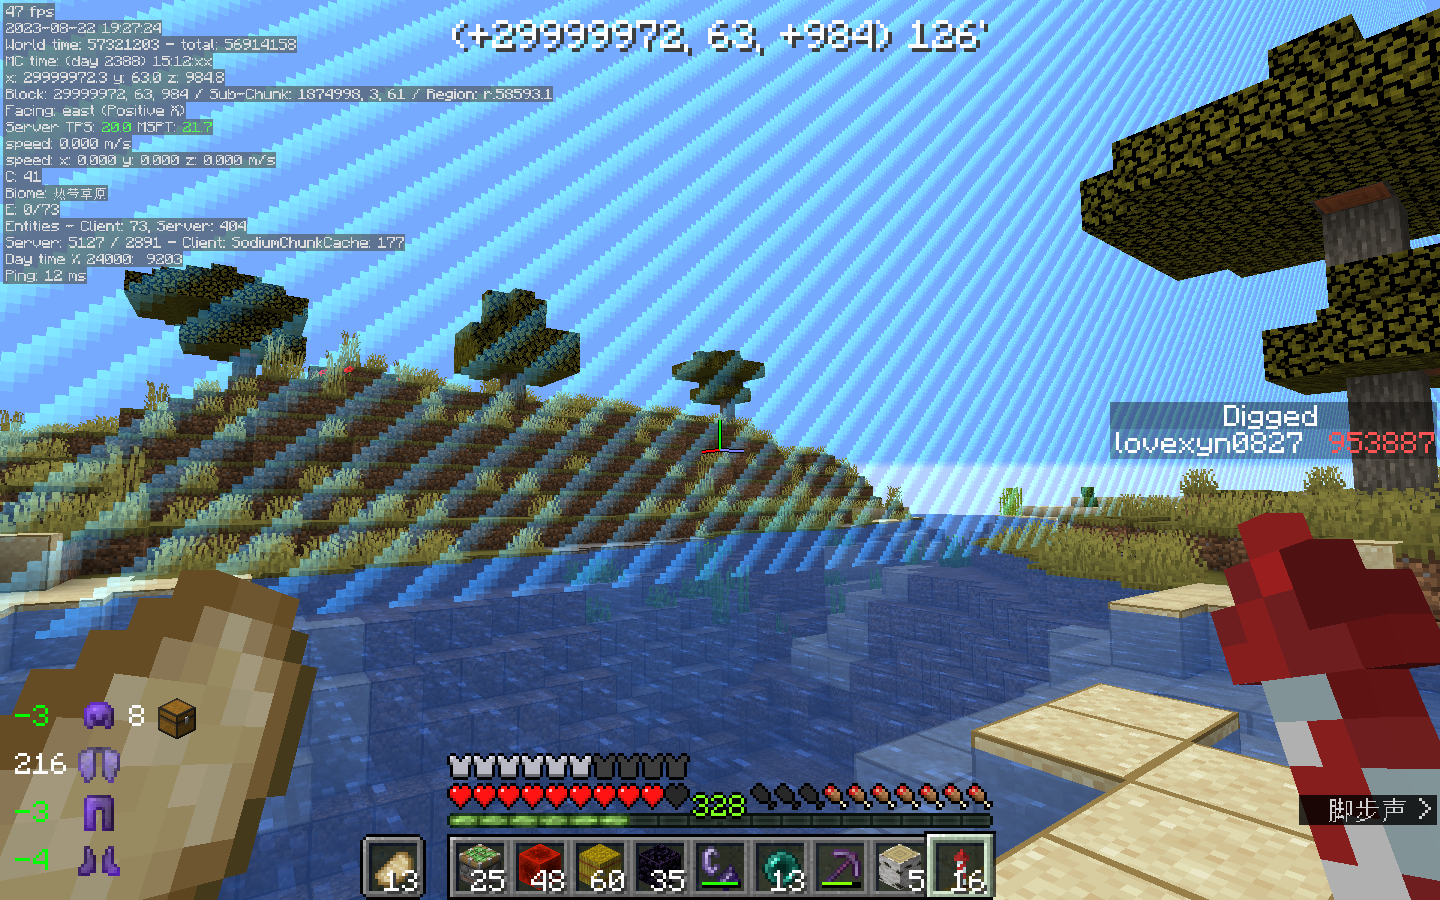 47 fps
(+29999972, 63, +984) 126'
2023-08-22 19:27:24
World time: 57321203 - total: 56914158
MC time: (day 2388) 15:12:xx
x: 29999972.3 y: 63.0 z: 984.8
Block: 29999972, 63, 984 / Sub-Chunk: 1874998, 3, 61 / Region: r.58593.1
Facing: east (Positive X)
Server TPS: 20.0 MSPT: 21.7
speed: 0.000 m/s
speed: x: 0.000 y: 0.000 z: 0.000 m/s
C: 41
Biome: 热带草原
E: 0/73
Entities - Client: 73, Server: 404
Server: 5127 / 2891 - Client: SodiumChunkCache: 177
Day time % 24000: 9203
Ping: 12 ms
Digged
lovexyn0827 953887
-3 8
216
-3
-4
328
脚步声 >
13 25 48 60 35 13 5 16